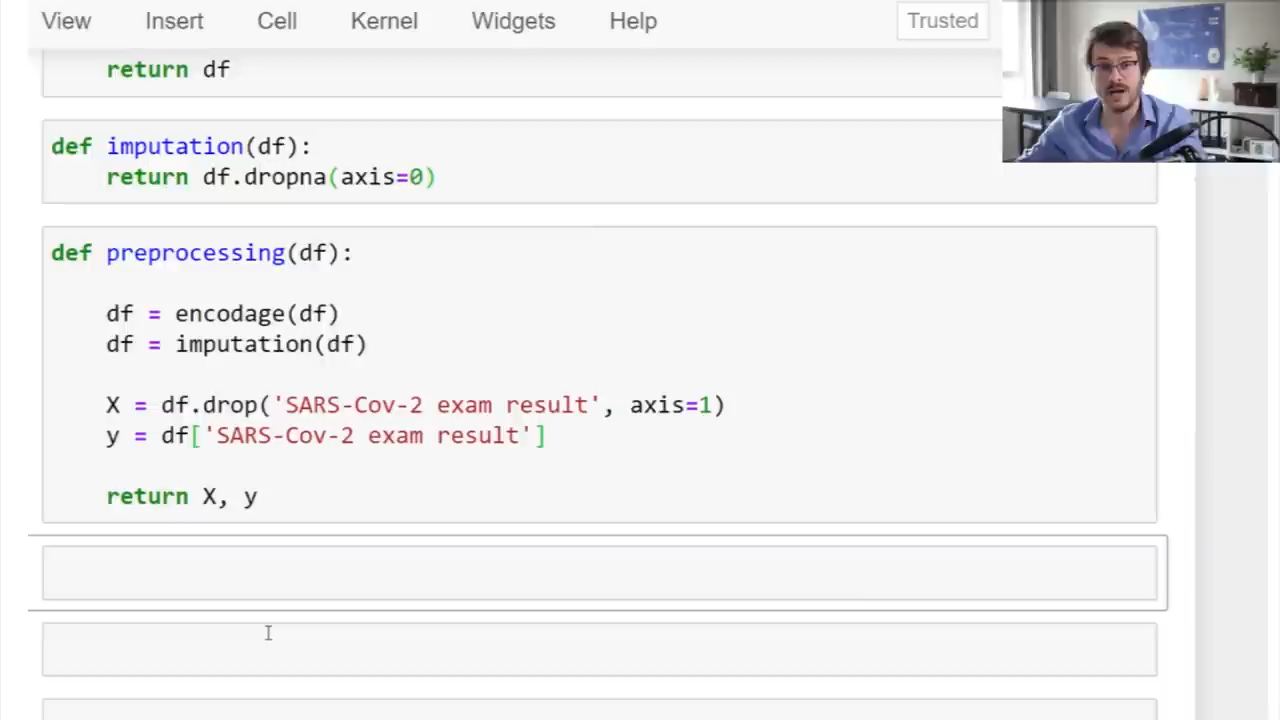 View Insert Cell Kernel Widgets Help Trusted
return df
def imputation(df):
return df.dropna(axis=0)
def preprocessing(df):
df = encodage(df)
df = imputation(df)
X = df.drop('SARS-Cov-2 exam result', axis=1)
y = df['SARS-Cov-2 exam result']
return X, y